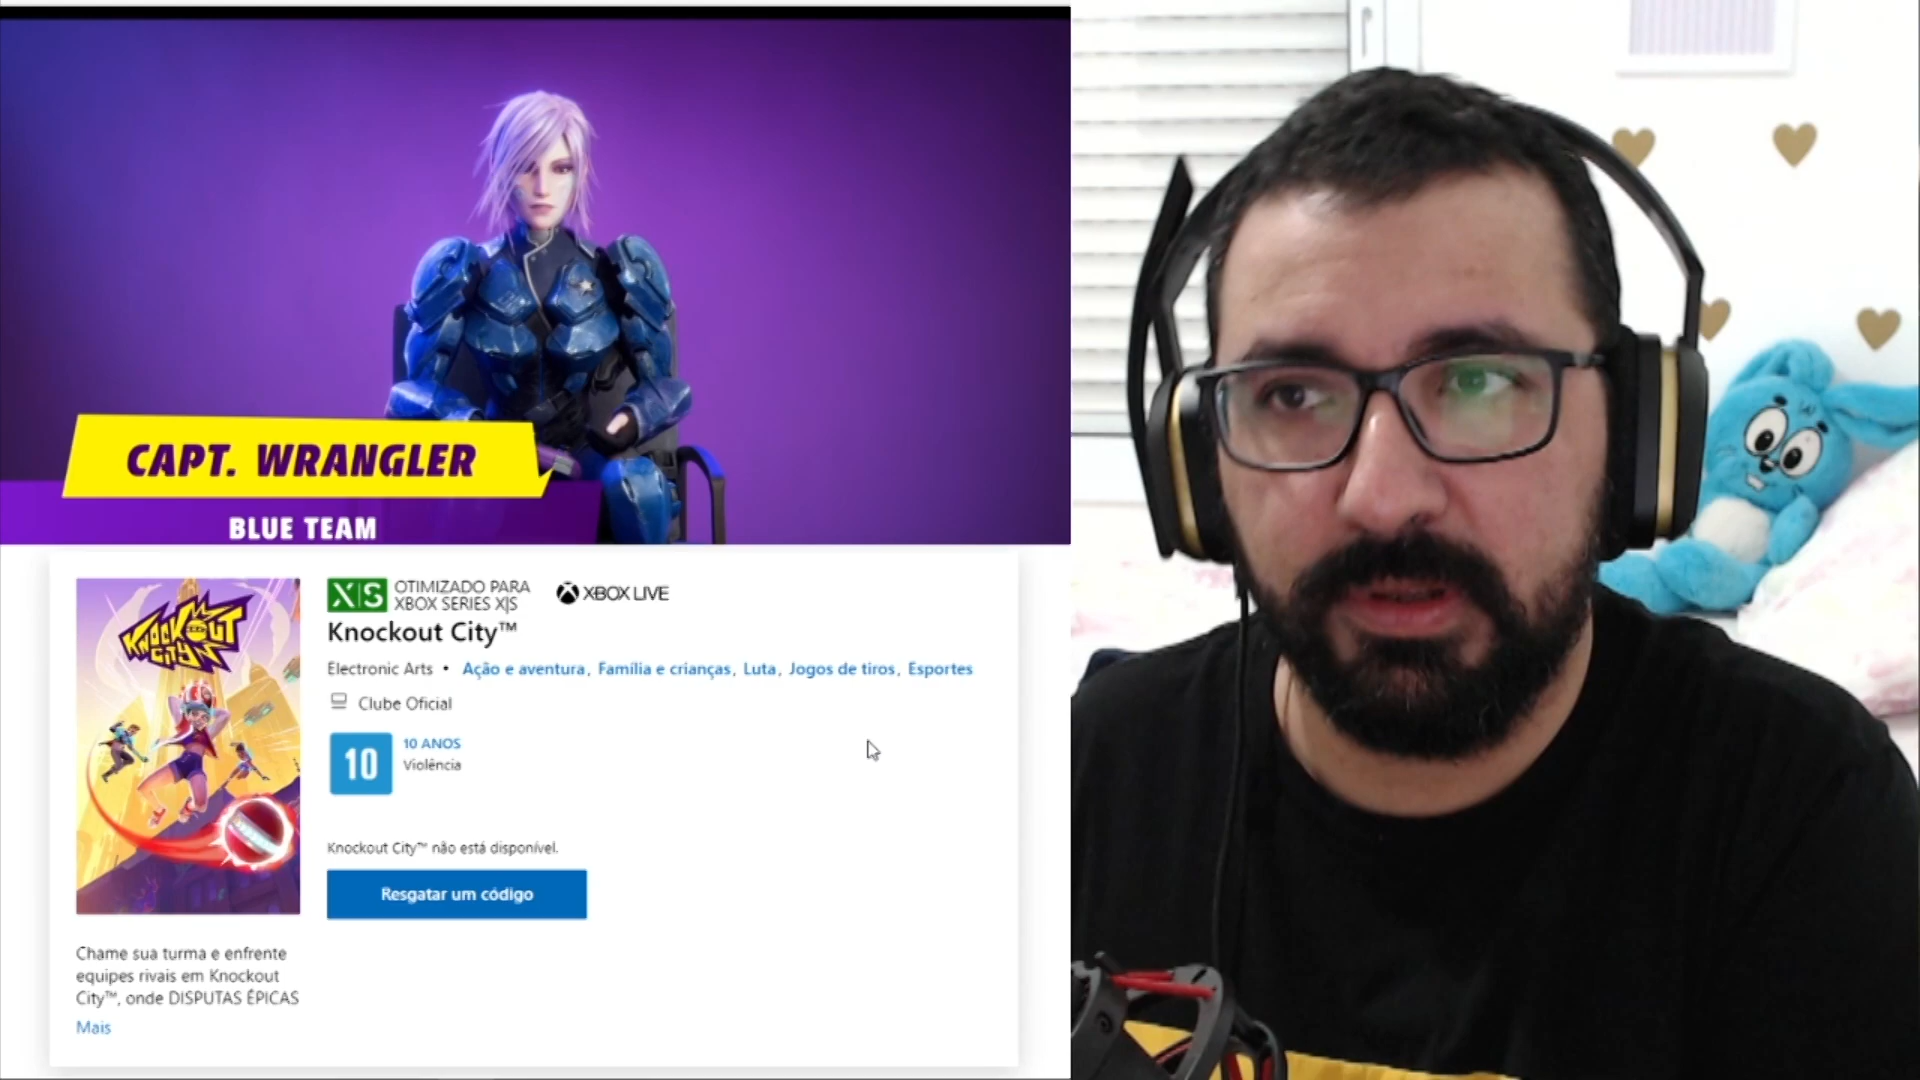 CAPT. WRANGLER
BLUE TEAM
KNOCKOUT CITY
X|S OTIMIZADO PARA
XBOX SERIES X|S
XBOX LIVE
Knockout City™
Electronic Arts • Ação e aventura, Família e crianças, Luta, Jogos de tiros, Esportes
Clube Oficial
10
10 ANOS
Violência
Knockout City™ não está disponível.
Resgatar um código
Chame sua turma e enfrente
equipes rivais em Knockout
City™, onde DISPUTAS ÉPICAS
Mais